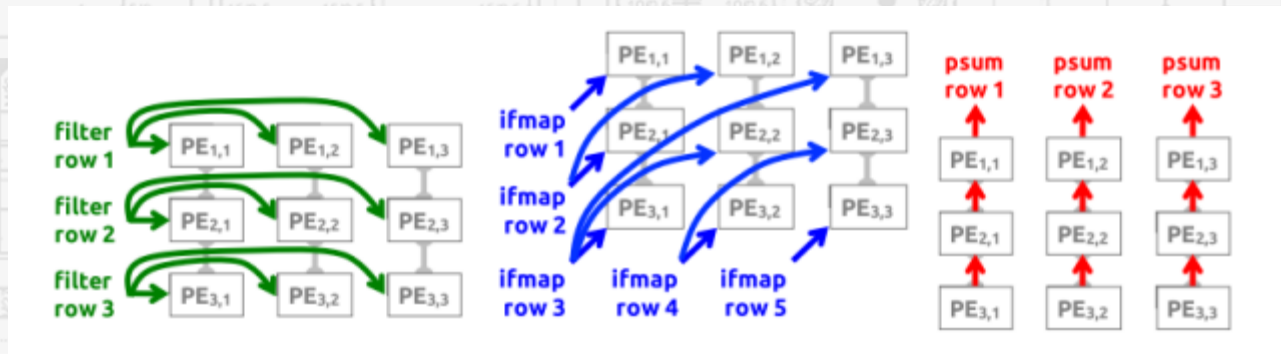 filter
row 1
PE1,1 PE1,2 PE1,3
filter
row 2
PE2,1 PE2,2 PE2,3
filter
row 3
PE3,1 PE3,2 PE3,3
PE1,1 PE1,2 PE1,3
ifmap
row 1
PE2,1 PE2,2 PE2,3
ifmap
row 2
PE3,1 PE3,2 PE3,3
ifmap
row 3
ifmap
row 4
ifmap
row 5
psum
row 1
psum
row 2
psum
row 3
PE1,1 PE1,2 PE1,3
PE2,1 PE2,2 PE2,3
PE3,1 PE3,2 PE3,3